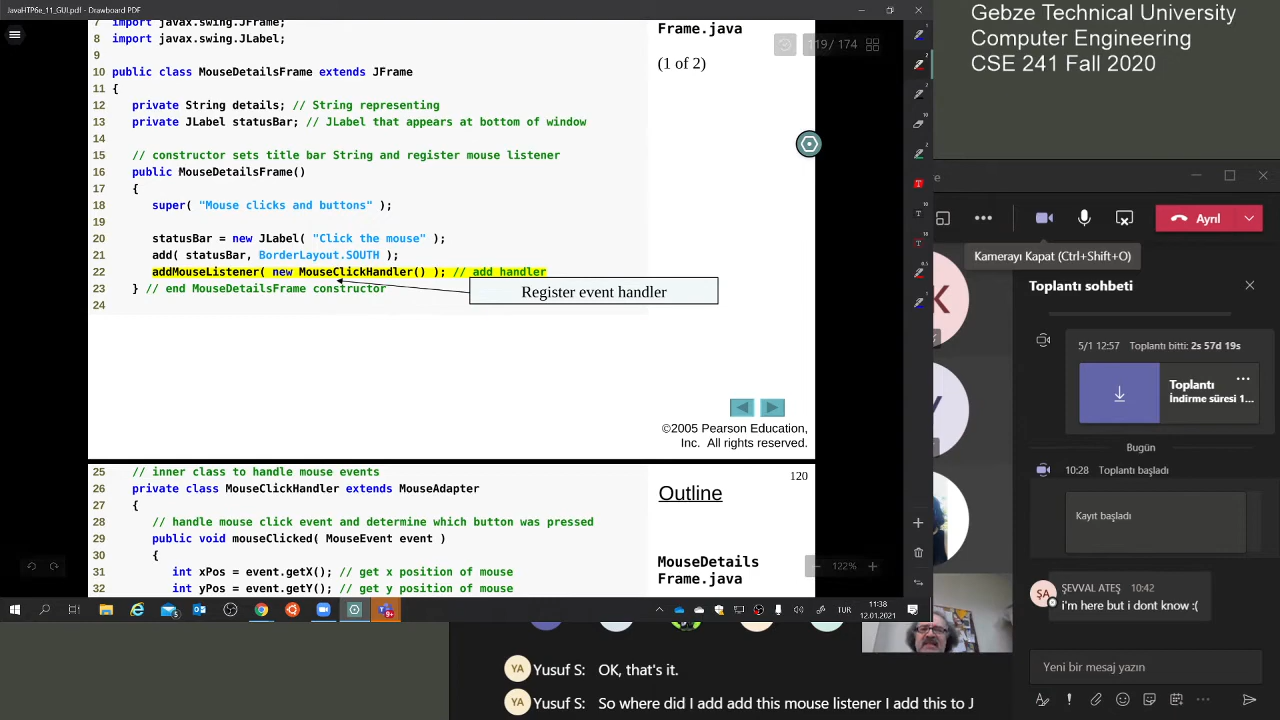 JavaHTP6e_11_GUI.pdf - Drawboard PDF
7 import javax.swing.JFrame;
8 import javax.swing.JLabel;
9
10 public class MouseDetailsFrame extends JFrame
11 {
12 private String details; // String representing
13 private JLabel statusBar; // JLabel that appears at bottom of window
14
15 // constructor sets title bar String and register mouse listener
16 public MouseDetailsFrame()
17 {
18 super( "Mouse clicks and buttons" );
19
20 statusBar = new JLabel( "Click the mouse" );
21 add( statusBar, BorderLayout.SOUTH );
22 addMouseListener( new MouseClickHandler() ); // add handler
23 } // end MouseDetailsFrame constructor
24
Register event handler
Frame.java
(1 of 2)
119 / 174
©2005 Pearson Education,
Inc. All rights reserved.
25 // inner class to handle mouse events
26 private class MouseClickHandler extends MouseAdapter
27 {
28 // handle mouse click event and determine which button was pressed
29 public void mouseClicked( MouseEvent event )
30 {
31 int xPos = event.getX(); // get x position of mouse
32 int yPos = event.getY(); // get y position of mouse
120
Outline
MouseDetails
Frame.java
122%
TUR
11:38
12.01.2021
Gebze Technical University
Computer Engineering
CSE 241 Fall 2020
re
Ayrıl
Kamerayı Kapat (Ctrl+Shift+O)
Toplantı sohbeti
5/1 12:57 Toplantı bitti: 2s 57d 19s
Toplantı
İndirme süresi 1...
Bugün
10:28 Toplantı başladı
Kayıt başladı
ŞA
ŞEVVAL ATEŞ 10:42
i'm here but i dont know :(
Yeni bir mesaj yazın
YA Yusuf S: OK, that's it.
YA Yusuf S: So where did I add add this mouse listener I add this to J